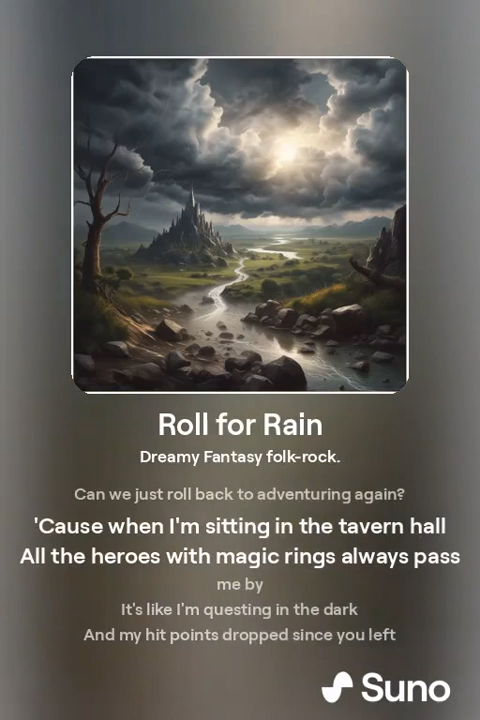 Roll for Rain
Dreamy Fantasy folk-rock.
Can we just roll back to adventuring again?
'Cause when I'm sitting in the tavern hall
All the heroes with magic rings always pass
me by
It's like I'm questing in the dark
And my hit points dropped since you left
Suno